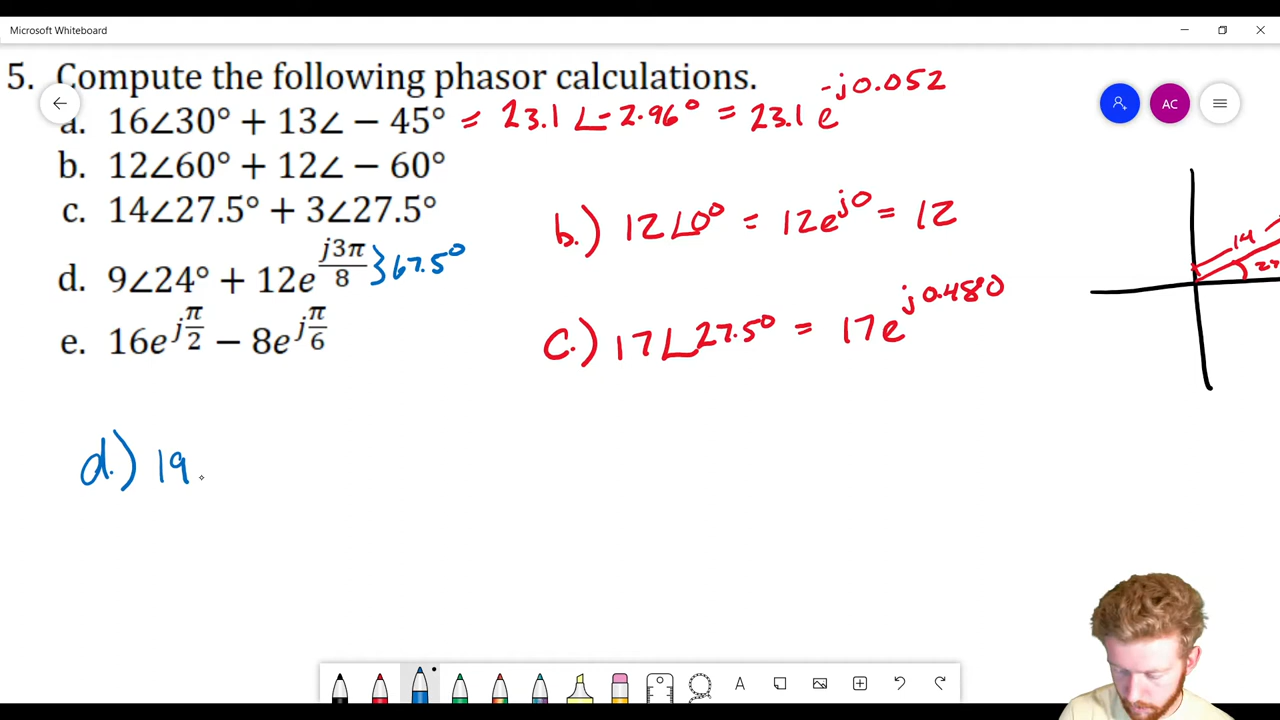 Microsoft Whiteboard
5. Compute the following phasor calculations.
AC
a. 16∠30° + 13∠ − 45° = 23.1 ∠-2.96° = 23.1 e^{-j0.052}
b. 12∠60° + 12∠ − 60°
c. 14∠27.5° + 3∠27.5°
d. 9∠24° + 12e^{j3π/8} }67.5°
e. 16e^{jπ/2} − 8e^{jπ/6}
b.) 12∠0° = 12e^{j0} = 12
c.) 17∠27.5° = 17e^{j0.480}
14
d.) 19.
A